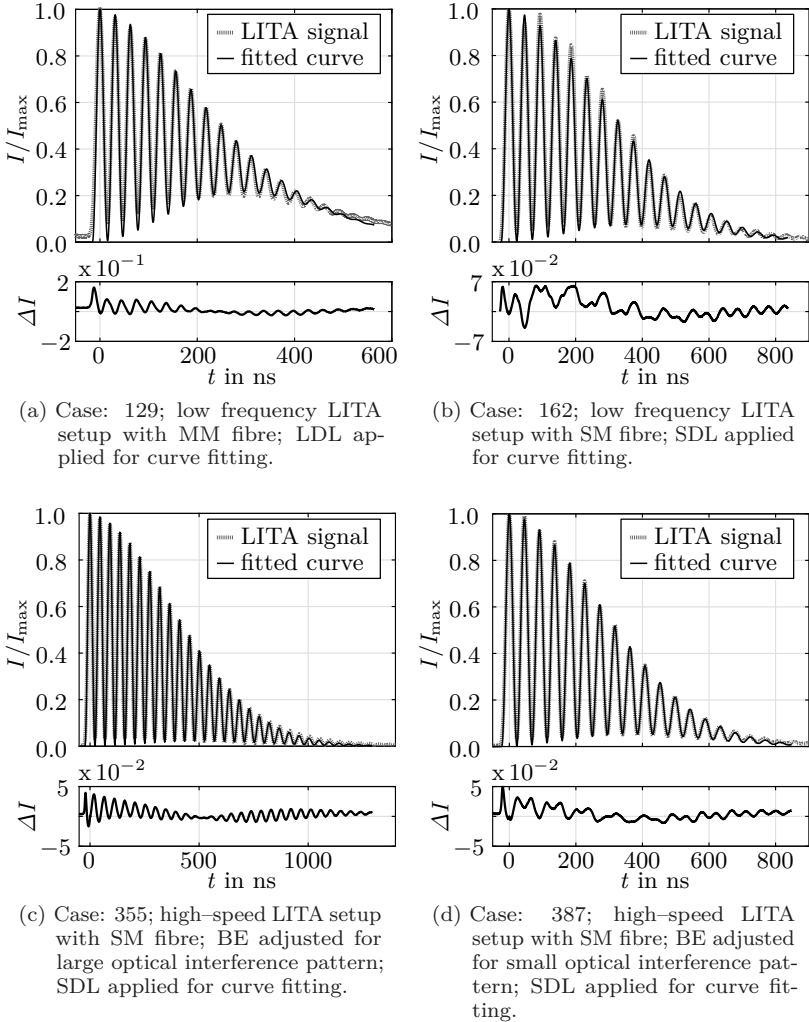 1.0
0.8
0.6
0.4
0.2
0.0
I/I_max
LITA signal
fitted curve
x 10⁻¹
2
−2
ΔI
0 200 400 600
t in ns
(a) Case: 129; low frequency LITA
setup with MM fibre; LDL ap-
plied for curve fitting.
1.0
0.8
0.6
0.4
0.2
0.0
I/I_max
LITA signal
fitted curve
x 10⁻²
7
−7
ΔI
0 200 400 600 800
t in ns
(b) Case: 162; low frequency LITA
setup with SM fibre; SDL applied
for curve fitting.
1.0
0.8
0.6
0.4
0.2
0.0
I/I_max
LITA signal
fitted curve
x 10⁻²
5
−5
ΔI
0 500 1000
t in ns
(c) Case: 355; high–speed LITA setup
with SM fibre; BE adjusted for
large optical interference pattern;
SDL applied for curve fitting.
1.0
0.8
0.6
0.4
0.2
0.0
I/I_max
LITA signal
fitted curve
x 10⁻²
5
−5
ΔI
0 200 400 600 800
t in ns
(d) Case: 387; high–speed LITA
setup with SM fibre; BE adjusted
for small optical interference pat-
tern; SDL applied for curve fit-
ting.